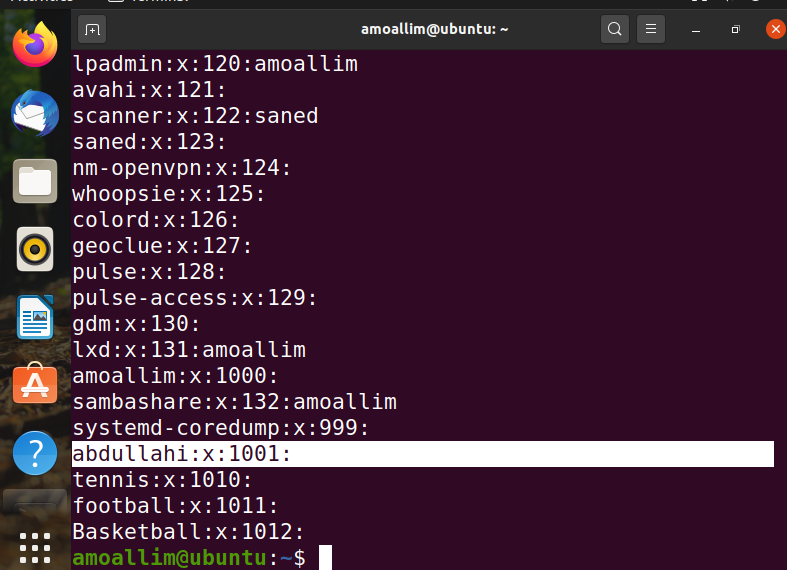 amoallim@ubuntu: ~
lpadmin:x:120:amoallim
avahi:x:121:
scanner:x:122:saned
saned:x:123:
nm-openvpn:x:124:
whoopsie:x:125:
colord:x:126:
geoclue:x:127:
pulse:x:128:
pulse-access:x:129:
gdm:x:130:
lxd:x:131:amoallim
amoallim:x:1000:
sambashare:x:132:amoallim
systemd-coredump:x:999:
abdullahi:x:1001:
tennis:x:1010:
football:x:1011:
Basketball:x:1012:
amoallim@ubuntu:~$